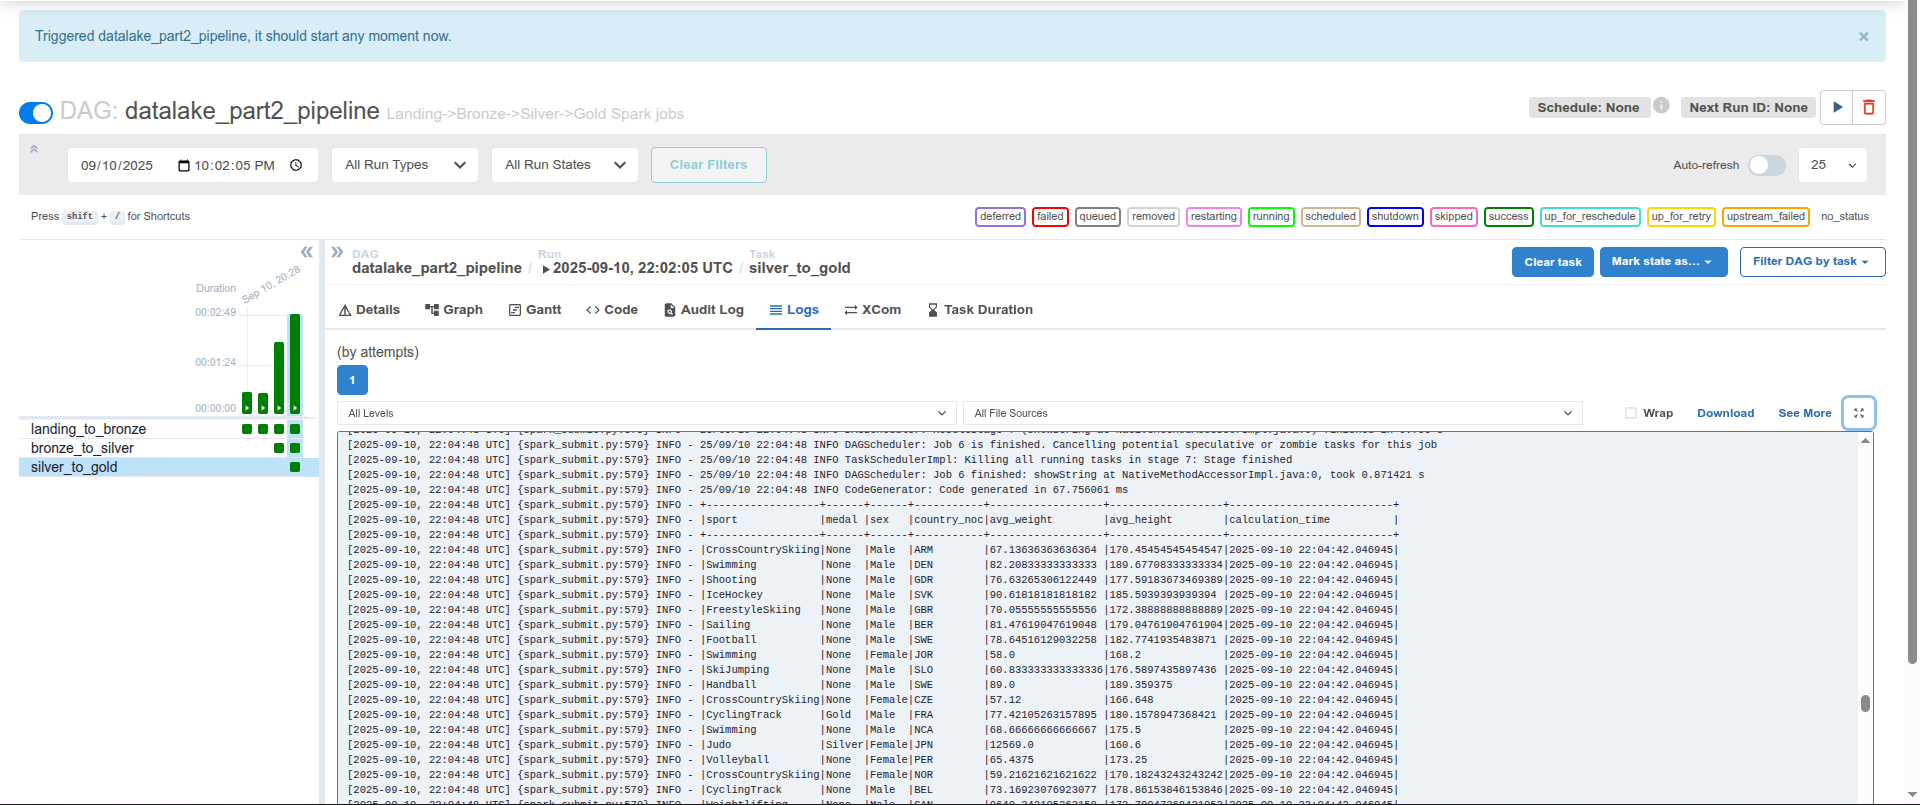 Triggered datalake_part2_pipeline, it should start any moment now.
×
DAG: datalake_part2_pipeline Landing->Bronze->Silver->Gold Spark jobs
Schedule: None
Next Run ID: None
09/10/2025 10:02:05 PM
All Run Types
All Run States
Clear Filters
Auto-refresh
25
Press shift + / for Shortcuts
deferred failed queued removed restarting running scheduled shutdown skipped success up_for_reschedule up_for_retry upstream_failed no_status
Duration
Sep 10, 20:28
00:02:49
00:01:24
00:00:00
landing_to_bronze
bronze_to_silver
silver_to_gold
DAG Run Task
datalake_part2_pipeline / 2025-09-10, 22:02:05 UTC / silver_to_gold
Clear task
Mark state as...
Filter DAG by task
Details Graph Gantt Code Audit Log Logs XCom Task Duration
(by attempts)
1
All Levels
All File Sources
Wrap
Download
See More
[2025-09-10, 22:04:48 UTC] {spark_submit.py:579} INFO - 25/09/10 22:04:48 INFO DAGScheduler: Job 6 is finished. Cancelling potential speculative or zombie tasks for this job
[2025-09-10, 22:04:48 UTC] {spark_submit.py:579} INFO - 25/09/10 22:04:48 INFO TaskSchedulerImpl: Killing all running tasks in stage 7: Stage finished
[2025-09-10, 22:04:48 UTC] {spark_submit.py:579} INFO - 25/09/10 22:04:48 INFO DAGScheduler: Job 6 finished: showString at NativeMethodAccessorImpl.java:0, took 0.871421 s
[2025-09-10, 22:04:48 UTC] {spark_submit.py:579} INFO - 25/09/10 22:04:48 INFO CodeGenerator: Code generated in 67.756061 ms
[2025-09-10, 22:04:48 UTC] {spark_submit.py:579} INFO - +------------------+------+------+-----------+------------------+------------------+--------------------------+
[2025-09-10, 22:04:48 UTC] {spark_submit.py:579} INFO - |sport             |medal |sex   |country_noc|avg_weight        |avg_height        |calculation_time          |
[2025-09-10, 22:04:48 UTC] {spark_submit.py:579} INFO - +------------------+------+------+-----------+------------------+------------------+--------------------------+
[2025-09-10, 22:04:48 UTC] {spark_submit.py:579} INFO - |CrossCountrySkiing|None  |Male  |ARM        |67.13636363636364 |170.45454545454547|2025-09-10 22:04:42.046945|
[2025-09-10, 22:04:48 UTC] {spark_submit.py:579} INFO - |Swimming          |None  |Male  |DEN        |82.20833333333333 |189.67708333333334|2025-09-10 22:04:42.046945|
[2025-09-10, 22:04:48 UTC] {spark_submit.py:579} INFO - |Shooting          |None  |Male  |GDR        |76.63265306122449 |177.59183673469389|2025-09-10 22:04:42.046945|
[2025-09-10, 22:04:48 UTC] {spark_submit.py:579} INFO - |IceHockey         |None  |Male  |SVK        |90.61818181818182 |185.5939393939394 |2025-09-10 22:04:42.046945|
[2025-09-10, 22:04:48 UTC] {spark_submit.py:579} INFO - |FreestyleSkiing   |None  |Male  |GBR        |70.05555555555556 |172.38888888888889|2025-09-10 22:04:42.046945|
[2025-09-10, 22:04:48 UTC] {spark_submit.py:579} INFO - |Sailing           |None  |Male  |BER        |81.47619047619048 |179.04761904761904|2025-09-10 22:04:42.046945|
[2025-09-10, 22:04:48 UTC] {spark_submit.py:579} INFO - |Football          |None  |Male  |SWE        |78.64516129032258 |182.7741935483871 |2025-09-10 22:04:42.046945|
[2025-09-10, 22:04:48 UTC] {spark_submit.py:579} INFO - |Swimming          |None  |Female|JOR        |58.0              |168.2             |2025-09-10 22:04:42.046945|
[2025-09-10, 22:04:48 UTC] {spark_submit.py:579} INFO - |SkiJumping        |None  |Male  |SLO        |60.833333333333336|176.5897435897436 |2025-09-10 22:04:42.046945|
[2025-09-10, 22:04:48 UTC] {spark_submit.py:579} INFO - |Handball          |None  |Male  |SWE        |89.0              |189.359375        |2025-09-10 22:04:42.046945|
[2025-09-10, 22:04:48 UTC] {spark_submit.py:579} INFO - |CrossCountrySkiing|None  |Female|CZE        |57.12             |166.648           |2025-09-10 22:04:42.046945|
[2025-09-10, 22:04:48 UTC] {spark_submit.py:579} INFO - |CyclingTrack      |Gold  |Male  |FRA        |77.42105263157895 |180.1578947368421 |2025-09-10 22:04:42.046945|
[2025-09-10, 22:04:48 UTC] {spark_submit.py:579} INFO - |Swimming          |None  |Male  |NCA        |68.66666666666667 |175.5             |2025-09-10 22:04:42.046945|
[2025-09-10, 22:04:48 UTC] {spark_submit.py:579} INFO - |Judo              |Silver|Female|JPN        |12569.0           |160.6             |2025-09-10 22:04:42.046945|
[2025-09-10, 22:04:48 UTC] {spark_submit.py:579} INFO - |Volleyball        |None  |Female|PER        |65.4375           |173.25            |2025-09-10 22:04:42.046945|
[2025-09-10, 22:04:48 UTC] {spark_submit.py:579} INFO - |CrossCountrySkiing|None  |Female|NOR        |59.21621621621622 |170.18243243243242|2025-09-10 22:04:42.046945|
[2025-09-10, 22:04:48 UTC] {spark_submit.py:579} INFO - |CyclingTrack      |None  |Male  |BEL        |73.16923076923077 |178.86153846153846|2025-09-10 22:04:42.046945|